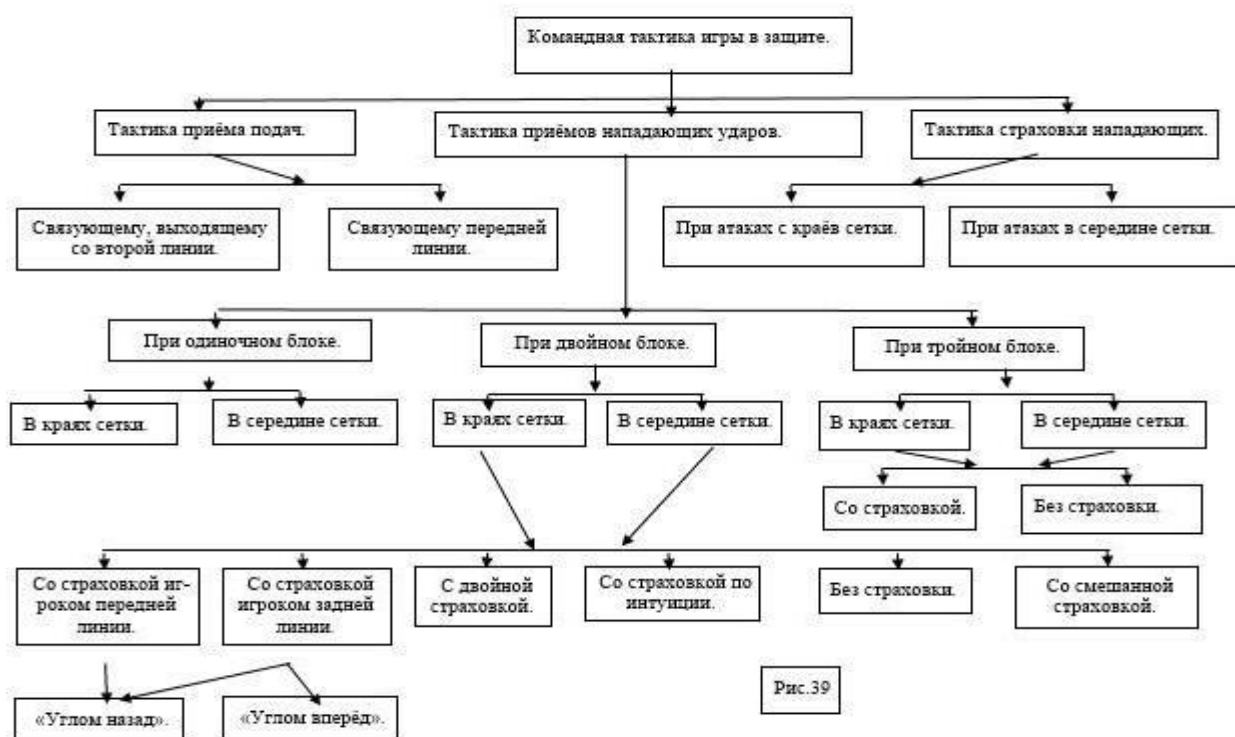 Командная тактика игры в защите.
Тактика приёма подач.
Тактика приёмов нападающих ударов.
Тактика страховки нападающих.
Связующему, выходящему
со второй линии.
Связующему передней
линии.
При атаках с краёв сетки.
При атаках в середине сетки.
При одиночном блоке.
При двойном блоке.
При тройном блоке.
В краях сетки.
В середине сетки.
В краях сетки.
В середине сетки.
В краях сетки.
В середине сетки.
Со страховкой.
Без страховки.
Со страховкой иг-
роком передней
линии.
Со страховкой
игроком задней
линии.
С двойной
страховкой.
Со страховкой по
интуиции.
Без страховки.
Со смешанной
страховкой.
«Углом назад».
«Углом вперёд».
Рис.39